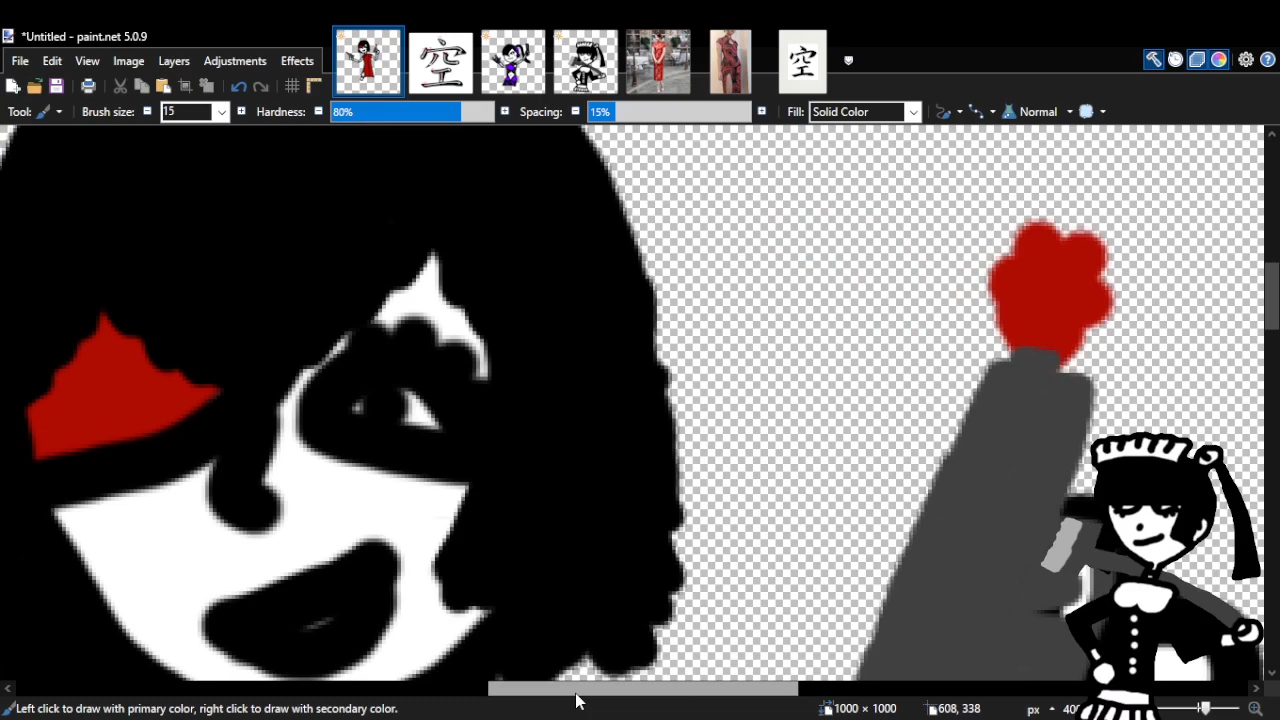 *Untitled - paint.net 5.0.9
File Edit View Image Layers Adjustments Effects
空
空
Tool: Brush size: 15 Hardness: 80% Spacing: 15% Fill: Solid Color Normal
Left click to draw with primary color, right click to draw with secondary color. 1000 × 1000 608, 338 px